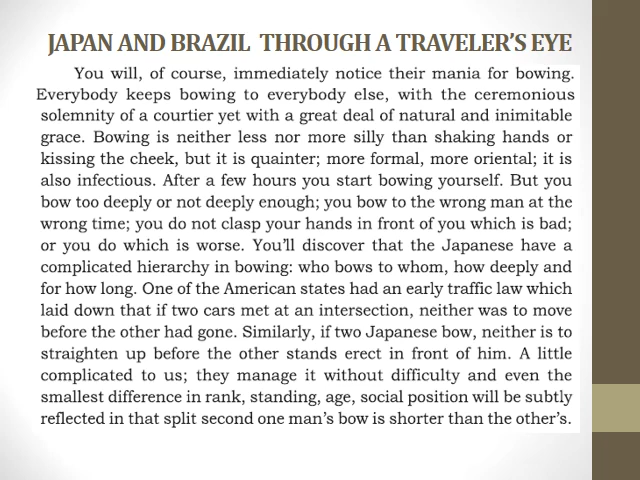 JAPAN AND BRAZIL THROUGH A TRAVELER'S EYE
You will, of course, immediately notice their mania for bowing.
Everybody keeps bowing to everybody else, with the ceremonious
solemnity of a courtier yet with a great deal of natural and inimitable
grace. Bowing is neither less nor more silly than shaking hands or
kissing the cheek, but it is quainter; more formal, more oriental; it is
also infectious. After a few hours you start bowing yourself. But you
bow too deeply or not deeply enough; you bow to the wrong man at the
wrong time; you do not clasp your hands in front of you which is bad;
or you do which is worse. You'll discover that the Japanese have a
complicated hierarchy in bowing: who bows to whom, how deeply and
for how long. One of the American states had an early traffic law which
laid down that if two cars met at an intersection, neither was to move
before the other had gone. Similarly, if two Japanese bow, neither is to
straighten up before the other stands erect in front of him. A little
complicated to us; they manage it without difficulty and even the
smallest difference in rank, standing, age, social position will be subtly
reflected in that split second one man's bow is shorter than the other's.